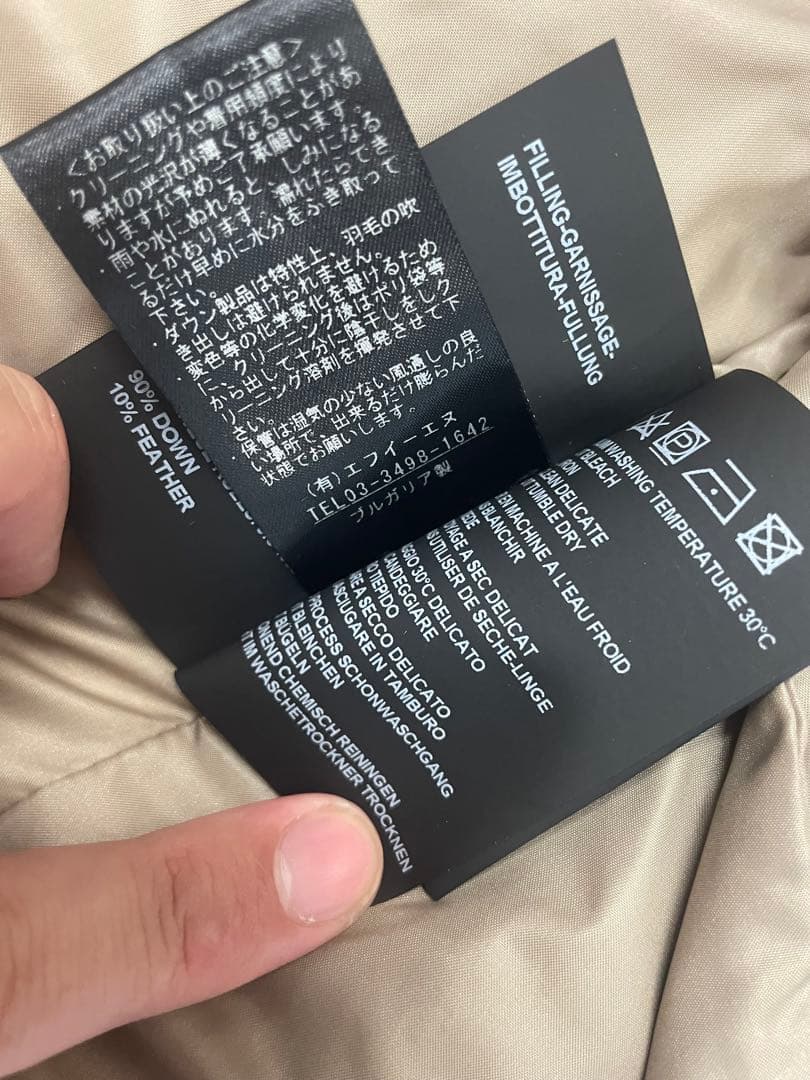 <お取り扱い上のご注意>
クリーニングや着用頻度により
素材の光沢が薄くなることがあ
りますが予めご了承願います。
雨や水にぬれると、しみになる
ことがあります。濡れたらでき
るだけ早めに水分をふき取って
下さい。
・ダウン製品は特性上、羽毛の吹
き出しは避けられません。
・変色等の化学変化を避けるため
に、クリーニング後はポリ袋等
から出して十分に陰干しをしク
リーニング溶剤を揮発させて下
さい。
・保管は湿気の少ない風通しの良
い場所で、出来るだけ膨らんだ
状態でお願いします。
(有)エフイーエヌ
TEL03-3498-1642
ブルガリア製
FILLING-GARNISSAGE-
IMBOTTITURA-FULLUNG
90% DOWN
10% FEATHER
WASHING TEMPERATURE 30°C
BLEACH
DELICATE
TUMBLE DRY
MACHINE A L'EAU FROID
BLANCHIR
A SEC DELICAT
UTILISER DE SECHE-LINGE
30°C DELICATO
CANDEGGIARE
TIEPIDO
A SECCO DELICATO
ASCIUGARE IN TAMBURO
PROCESS SCHONWASCHGANG
BLEINCHEN
BUGELN
CHEMISCH REININGEN
IM WASCHETROCKNER TROCKNEN